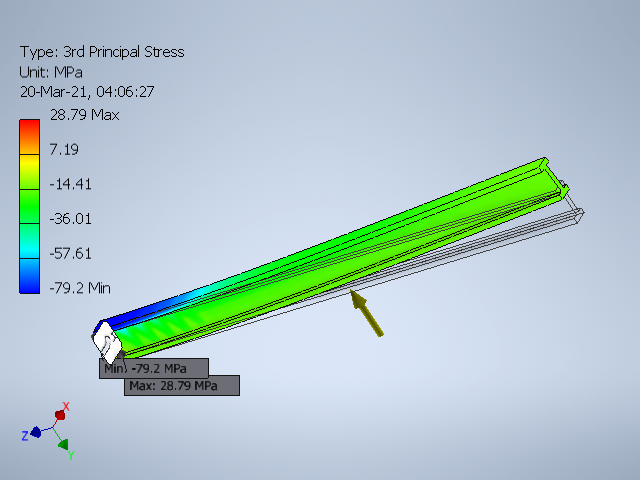 Type: 3rd Principal Stress
Unit: MPa
20-Mar-21, 04:06:27
28.79 Max
7.19
-14.41
-36.01
-57.61
-79.2 Min
Min: -79.2 MPa
Max: 28.79 MPa
X
Z
Y